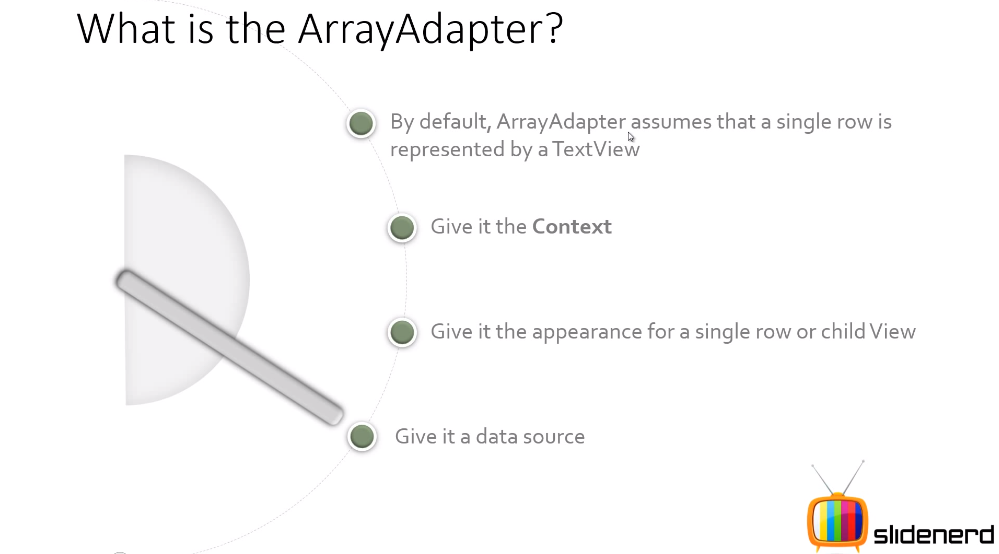 What is the ArrayAdapter?
By default, ArrayAdapter assumes that a single row is
represented by a TextView
Give it the Context
Give it the appearance for a single row or child View
Give it a data source
slidenerd